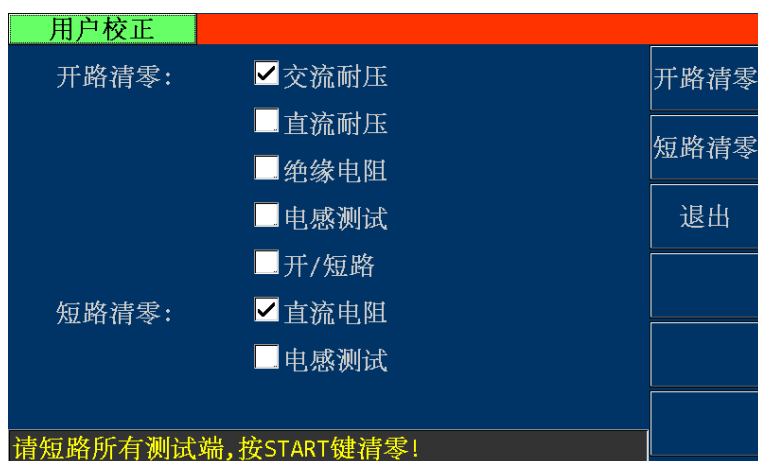 用户校正
开路清零: 交流耐压
直流耐压
绝缘电阻
电感测试
开/短路
短路清零: 直流电阻
电感测试
开路清零
短路清零
退出
请短路所有测试端,按START键清零!